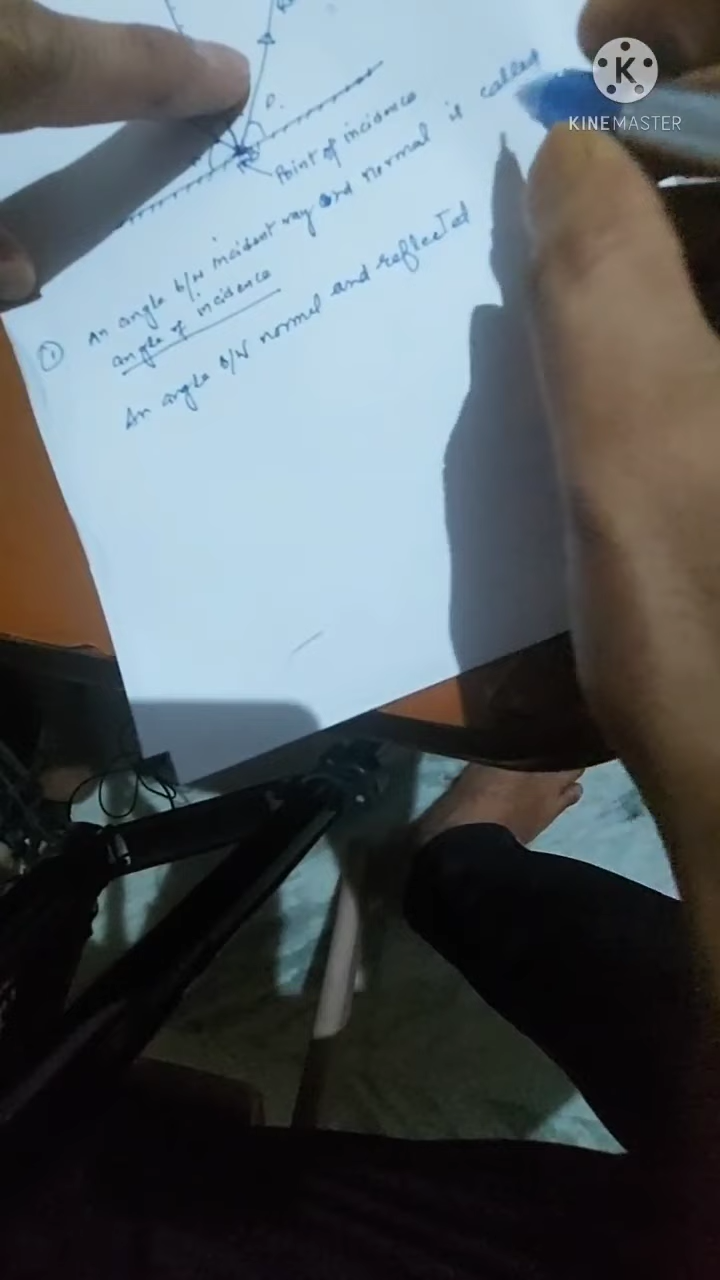 K
KINEMASTER
Point of incidence
① An angle b/w incident ray and normal is called
angle of incidence
An angle b/w normal and reflected